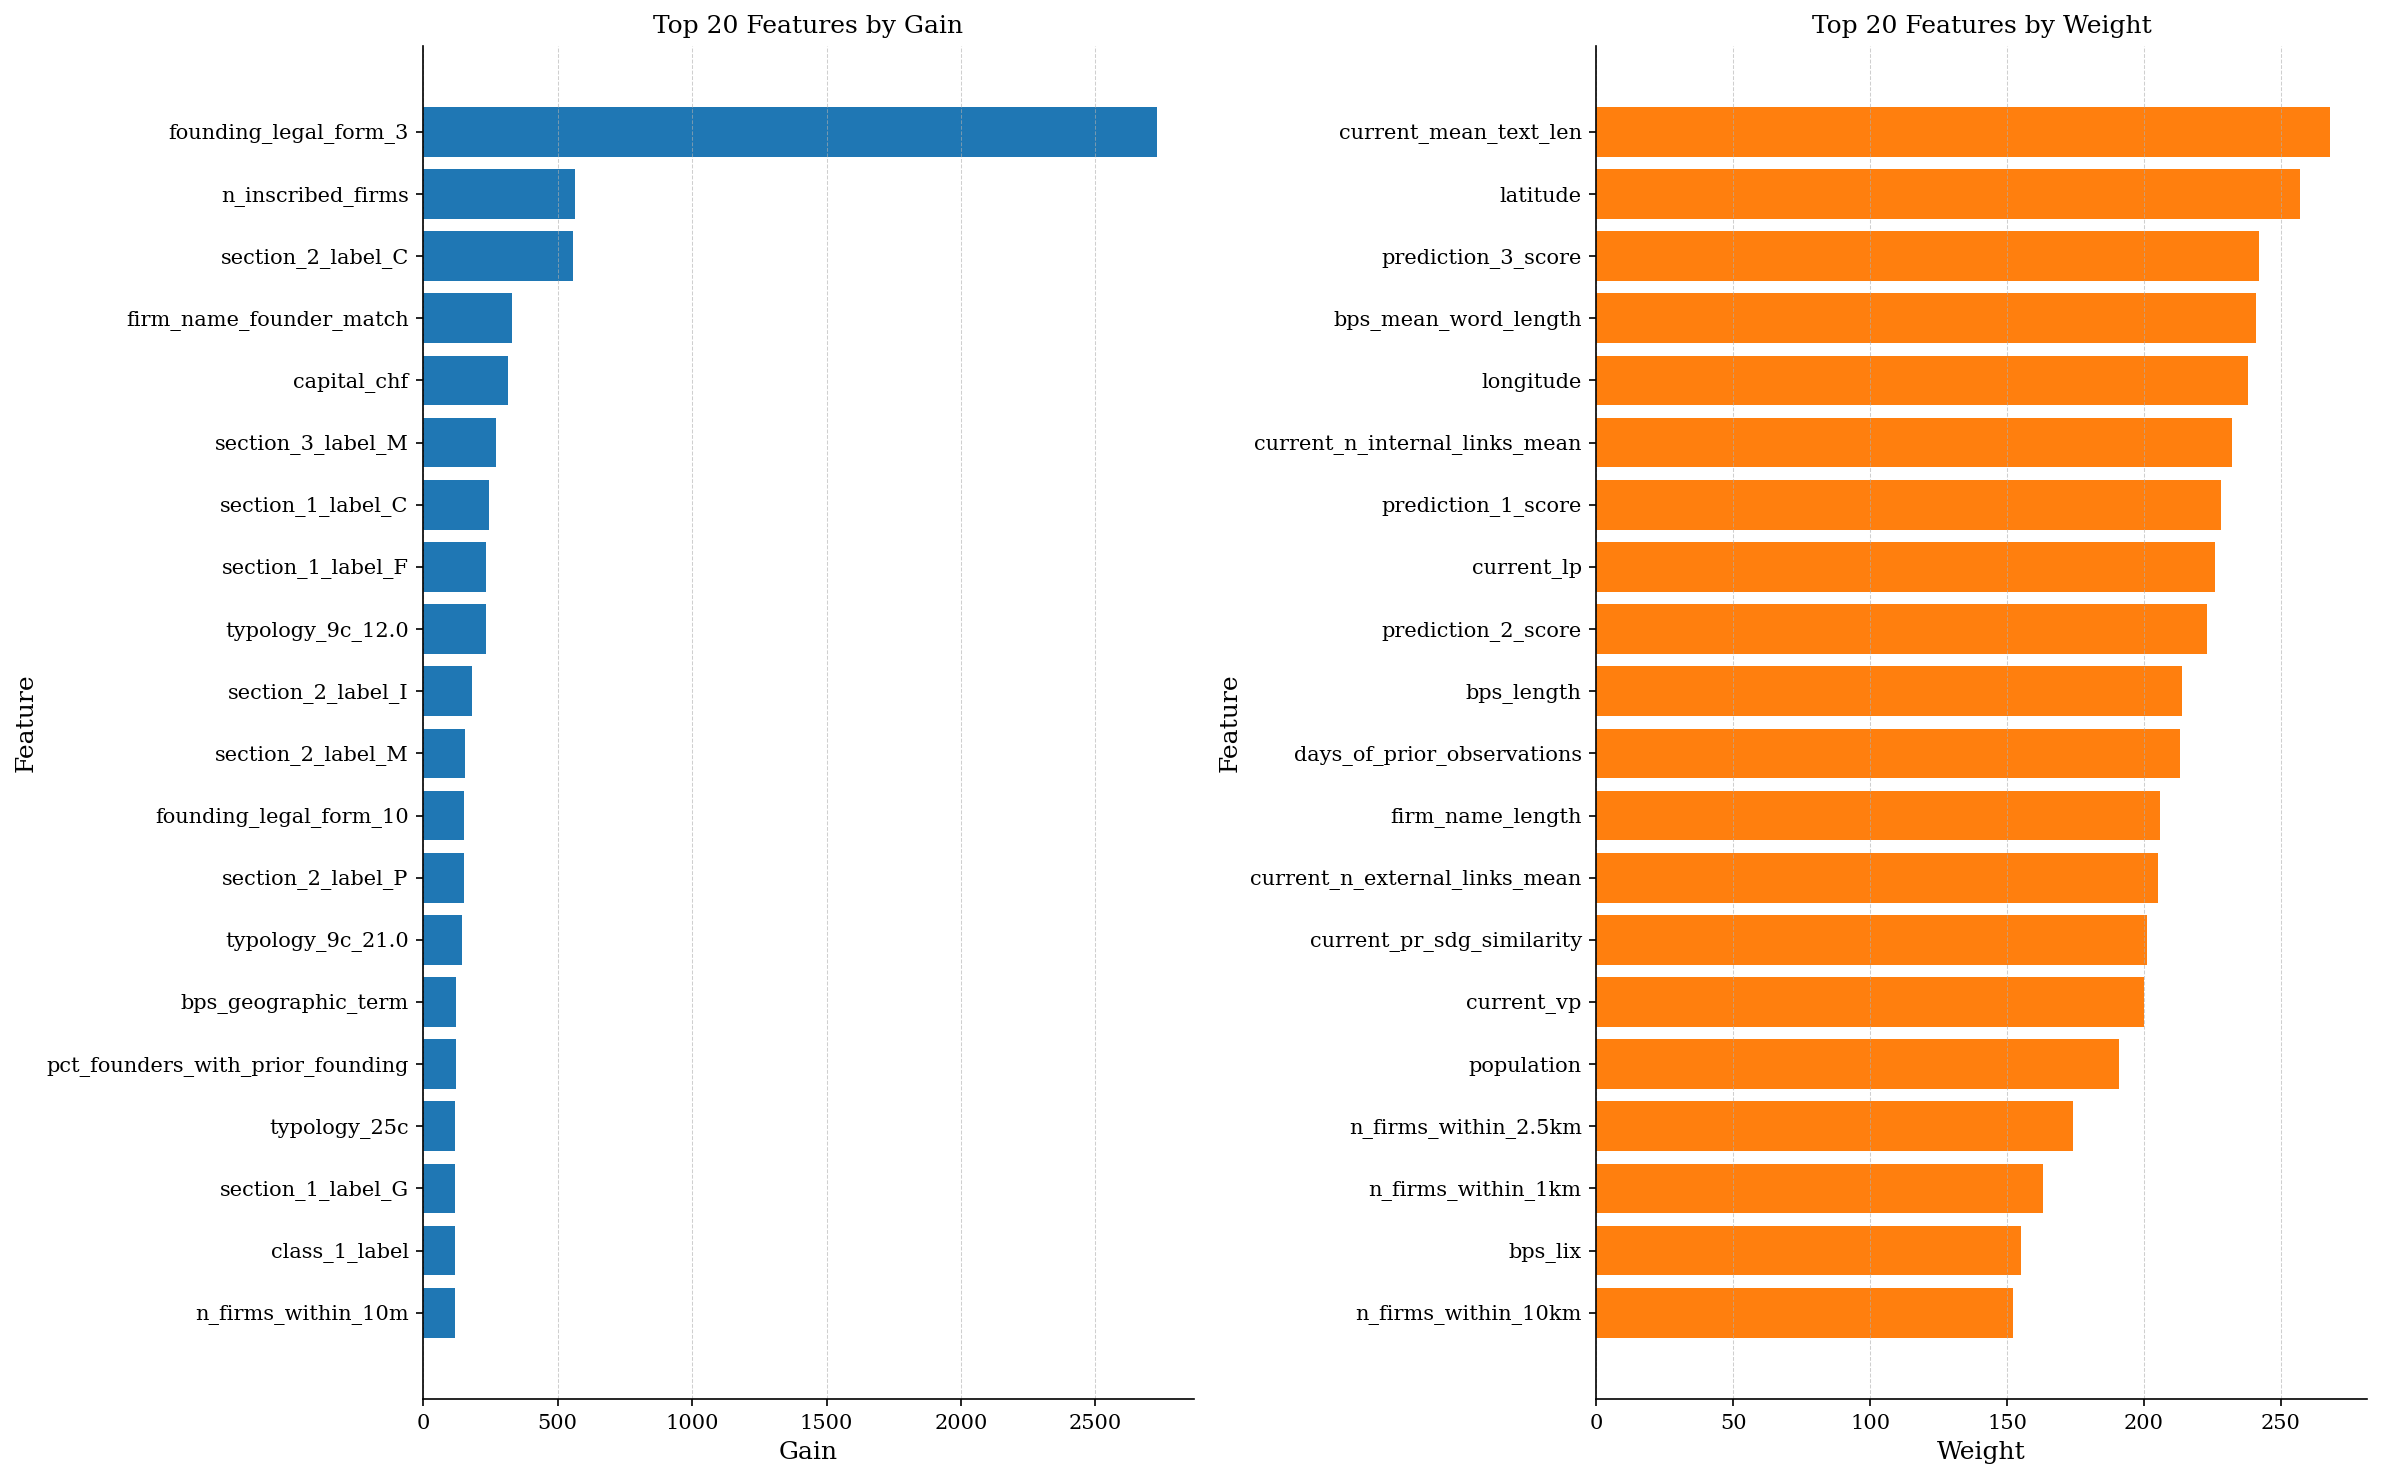 Top 20 Features by Gain
founding_legal_form_3
n_inscribed_firms
section_2_label_C
firm_name_founder_match
capital_chf
section_3_label_M
section_1_label_C
section_1_label_F
typology_9c_12.0
section_2_label_I
section_2_label_M
founding_legal_form_10
section_2_label_P
typology_9c_21.0
bps_geographic_term
pct_founders_with_prior_founding
typology_25c
section_1_label_G
class_1_label
n_firms_within_10m
Feature
0 500 1000 1500 2000 2500
Gain
Top 20 Features by Weight
current_mean_text_len
latitude
prediction_3_score
bps_mean_word_length
longitude
current_n_internal_links_mean
prediction_1_score
current_lp
prediction_2_score
bps_length
days_of_prior_observations
firm_name_length
current_n_external_links_mean
current_pr_sdg_similarity
current_vp
population
n_firms_within_2.5km
n_firms_within_1km
bps_lix
n_firms_within_10km
Feature
0 50 100 150 200 250
Weight